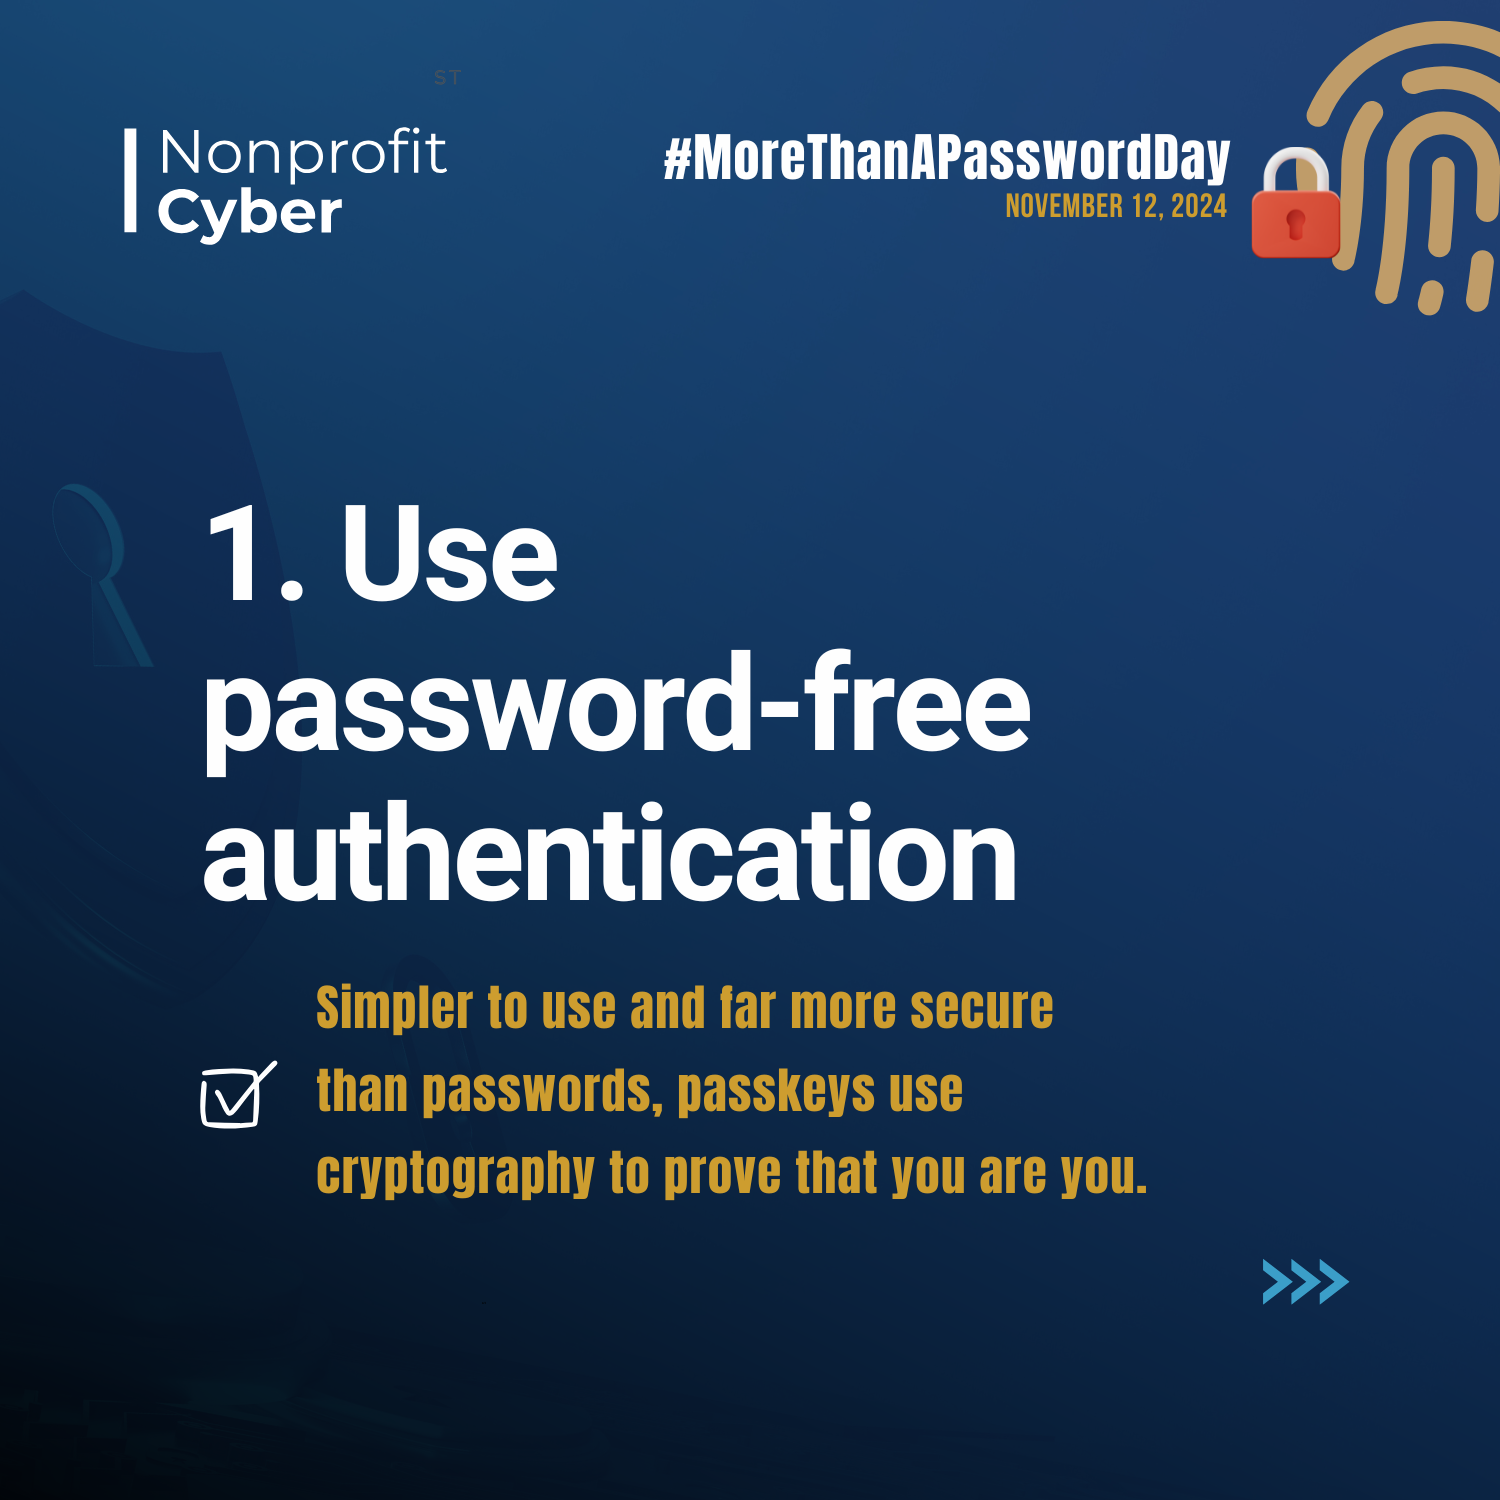 ST
Nonprofit
Cyber
#MoreThanAPasswordDay
NOVEMBER 12, 2024
1. Use
password-free
authentication
Simpler to use and far more secure
than passwords, passkeys use
cryptography to prove that you are you.